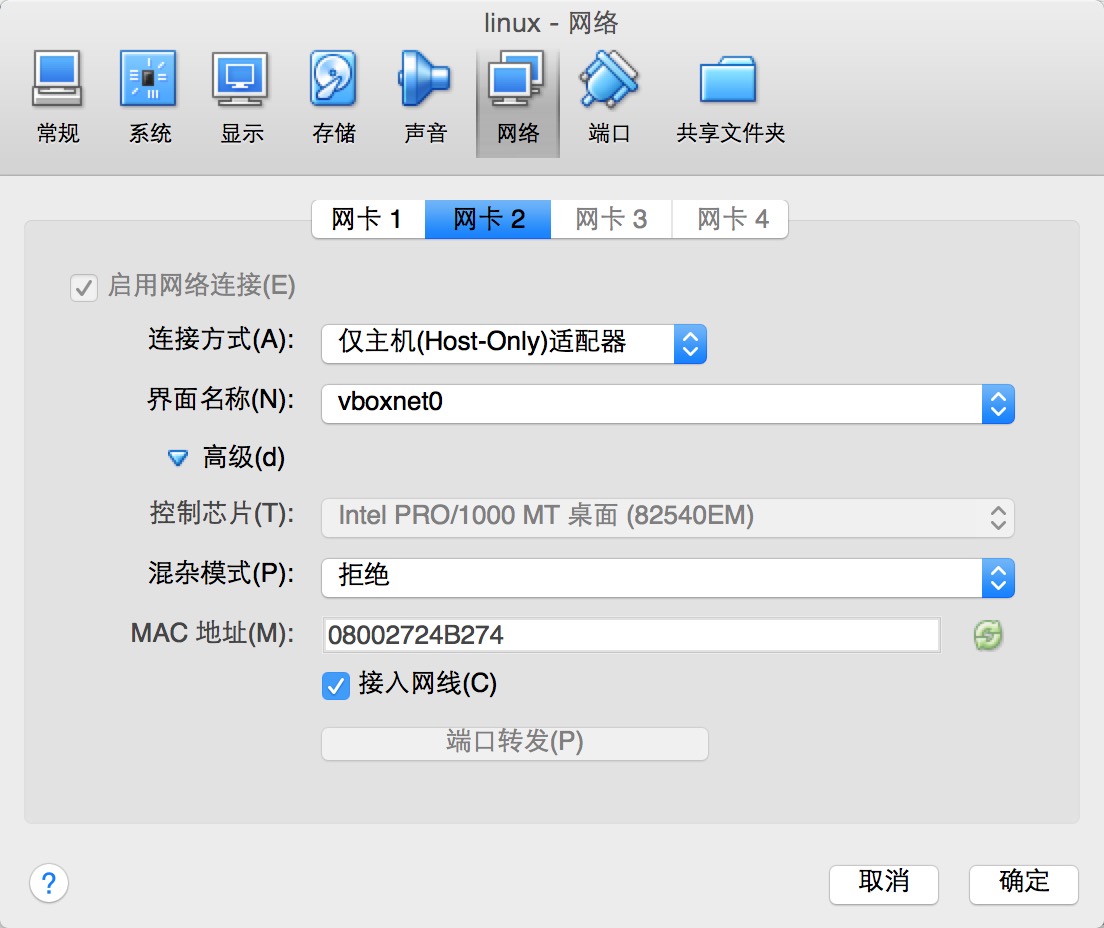 linux - 网络
常规 系统 显示 存储 声音 网络 端口 共享文件夹
网卡 1 网卡 2 网卡 3 网卡 4
启用网络连接(E)
连接方式(A): 仅主机(Host-Only)适配器
界面名称(N): vboxnet0
高级(d)
控制芯片(T): Intel PRO/1000 MT 桌面 (82540EM)
混杂模式(P): 拒绝
MAC 地址(M): 08002724B274
接入网线(C)
端口转发(P)
? 取消 确定